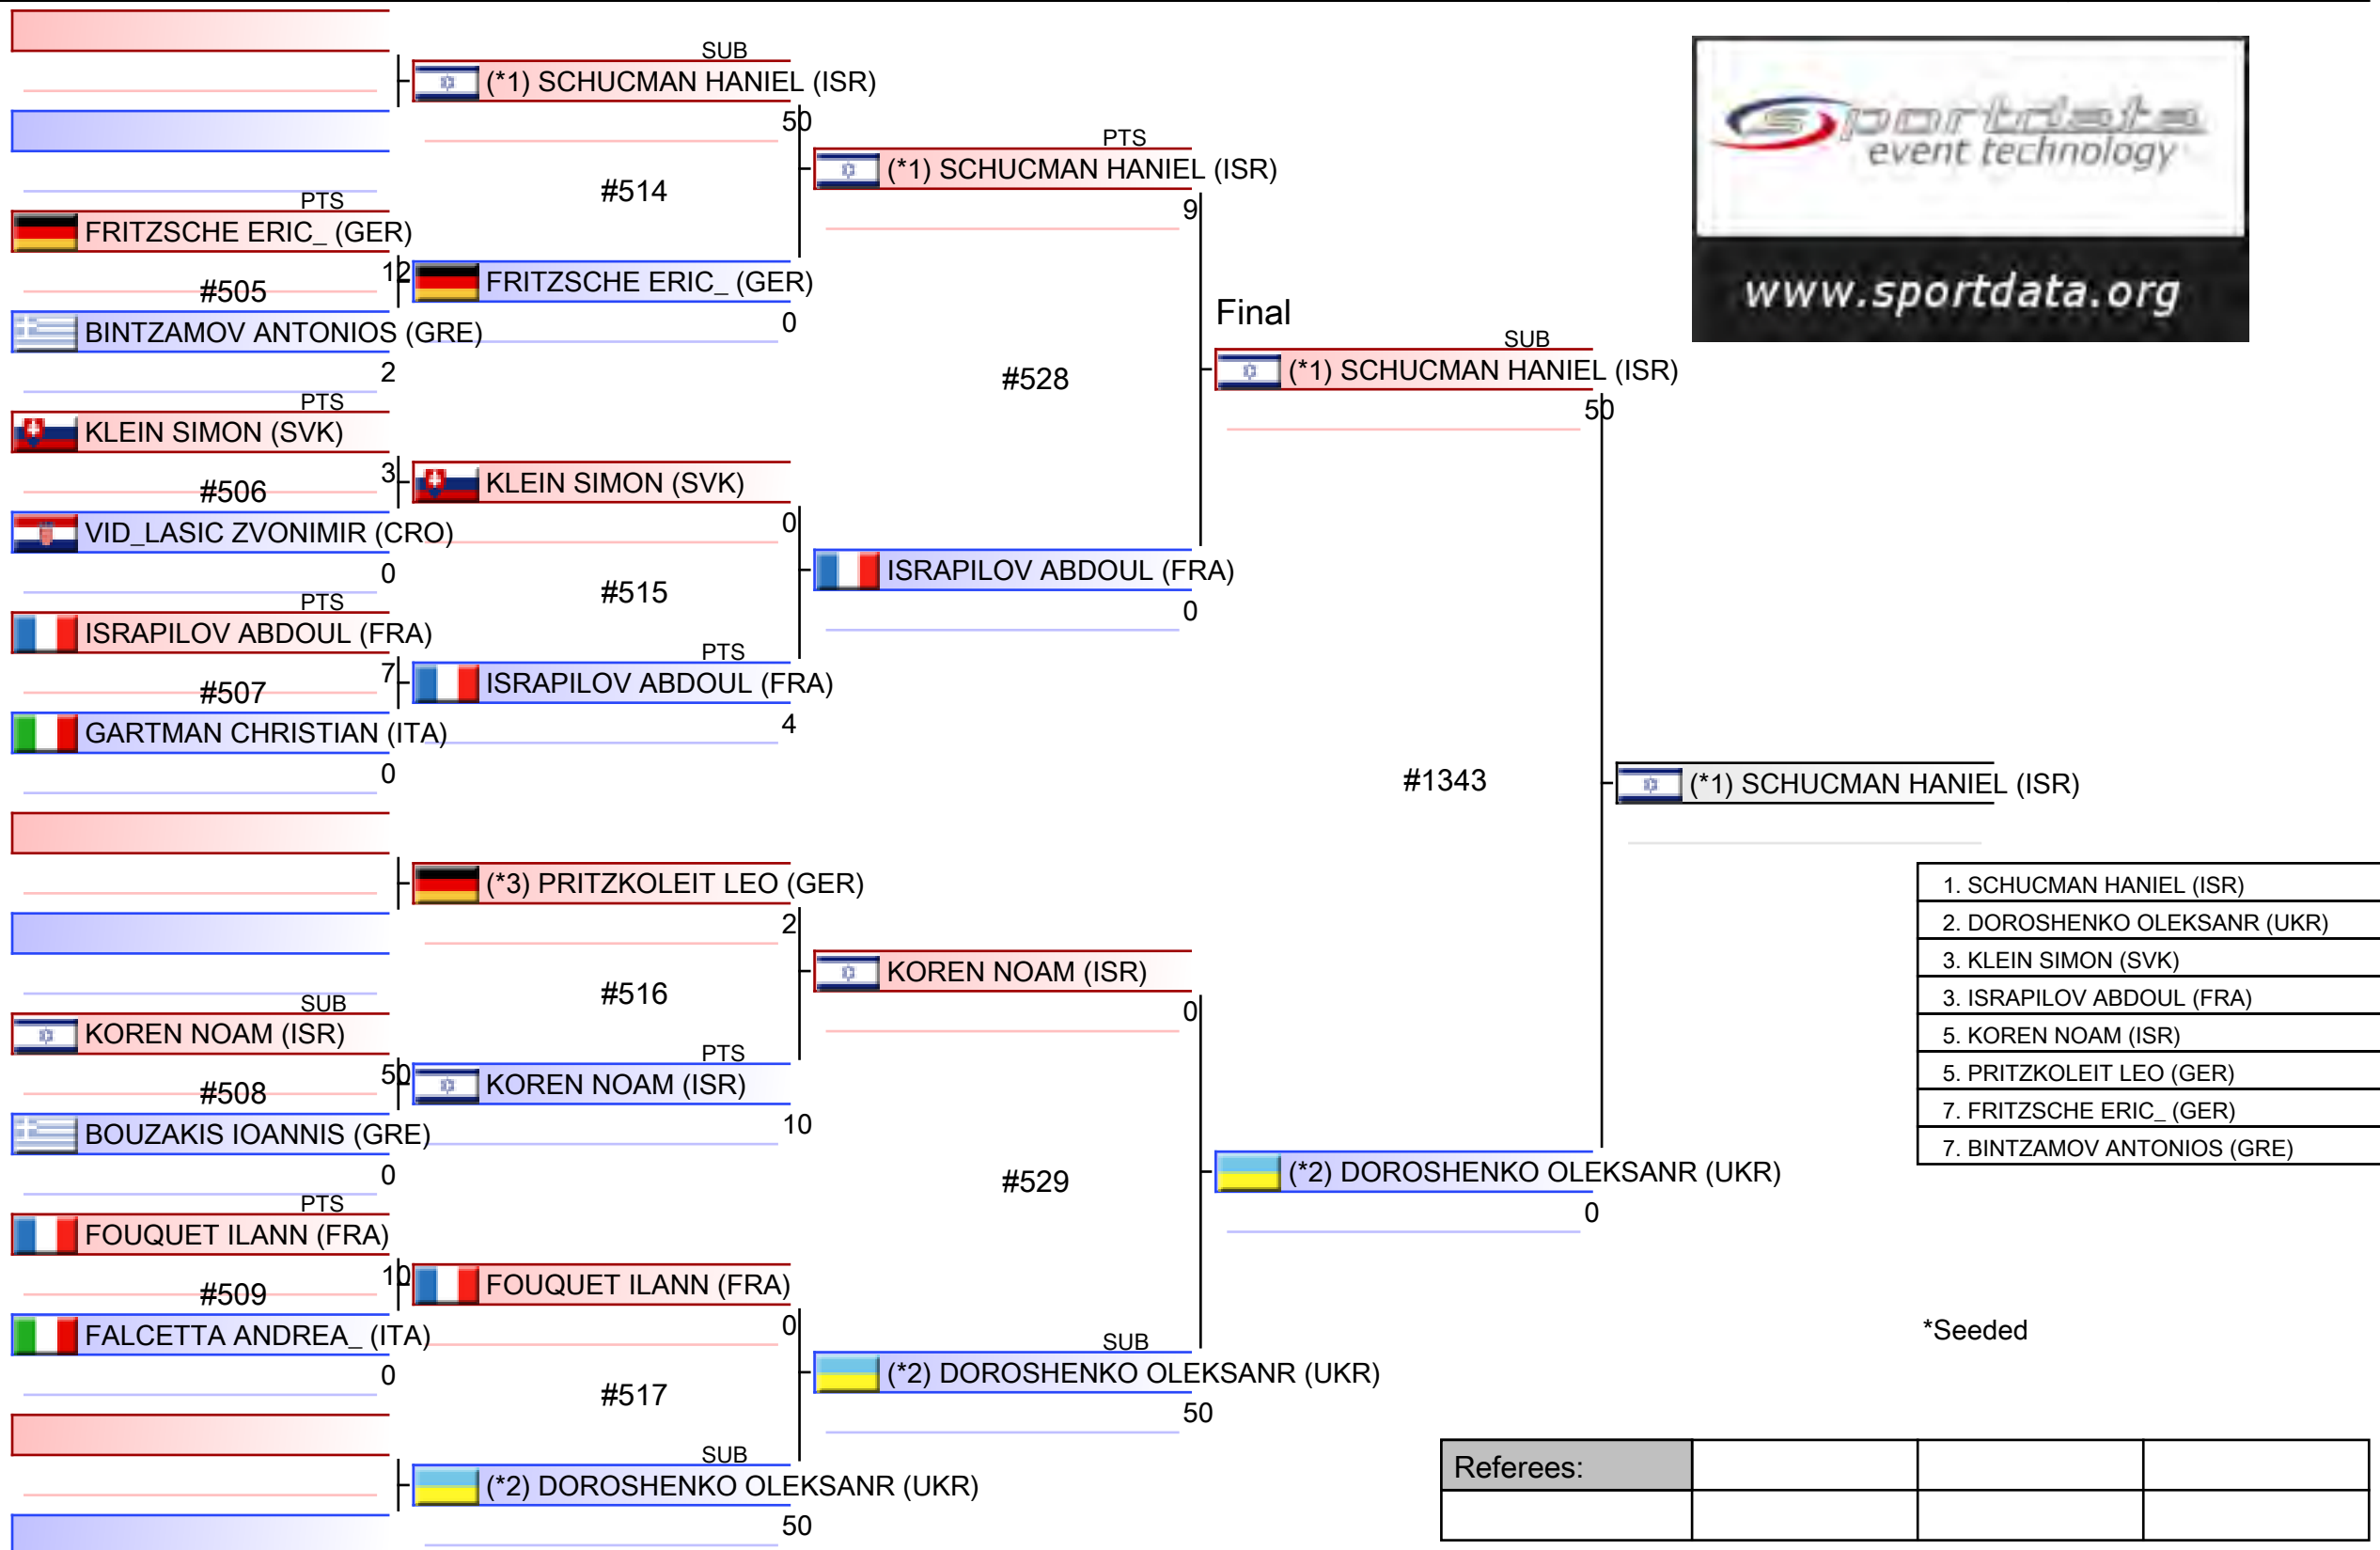 SUB
(*1) SCHUCMAN HANIEL (ISR)
50
#514
PTS
FRITZSCHE ERIC_ (GER)
12
#505
BINTZAMOV ANTONIOS (GRE)
2
FRITZSCHE ERIC_ (GER)
0
PTS
(*1) SCHUCMAN HANIEL (ISR)
9
#528
PTS
KLEIN SIMON (SVK)
3
#506
VID_LASIC ZVONIMIR (CRO)
0
KLEIN SIMON (SVK)
0
#515
PTS
ISRAPILOV ABDOUL (FRA)
7
#507
GARTMAN CHRISTIAN (ITA)
0
PTS
ISRAPILOV ABDOUL (FRA)
4
ISRAPILOV ABDOUL (FRA)
0
Final
SUB
(*1) SCHUCMAN HANIEL (ISR)
50
#1343
(*1) SCHUCMAN HANIEL (ISR)
(*3) PRITZKOLEIT LEO (GER)
2
#516
SUB
KOREN NOAM (ISR)
50
#508
BOUZAKIS IOANNIS (GRE)
0
PTS
KOREN NOAM (ISR)
10
KOREN NOAM (ISR)
0
#529
PTS
FOUQUET ILANN (FRA)
10
#509
FALCETTA ANDREA_ (ITA)
0
FOUQUET ILANN (FRA)
0
#517
SUB
(*2) DOROSHENKO OLEKSANR (UKR)
50
SUB
(*2) DOROSHENKO OLEKSANR (UKR)
50
(*2) DOROSHENKO OLEKSANR (UKR)
0
sportdata
event technology
www.sportdata.org
1. SCHUCMAN HANIEL (ISR)
2. DOROSHENKO OLEKSANR (UKR)
3. KLEIN SIMON (SVK)
3. ISRAPILOV ABDOUL (FRA)
5. KOREN NOAM (ISR)
5. PRITZKOLEIT LEO (GER)
7. FRITZSCHE ERIC_ (GER)
7. BINTZAMOV ANTONIOS (GRE)
*Seeded
Referees: